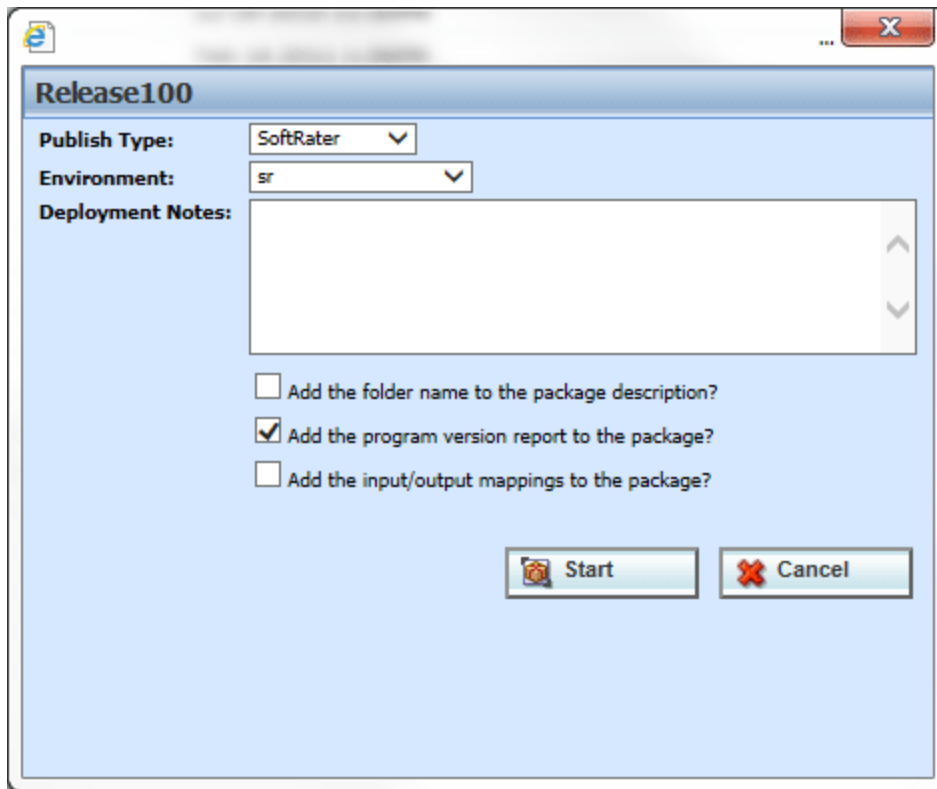 ...
Release100
Publish Type: SoftRater
Environment: sr
Deployment Notes:
Add the folder name to the package description?
Add the program version report to the package?
Add the input/output mappings to the package?
Start Cancel